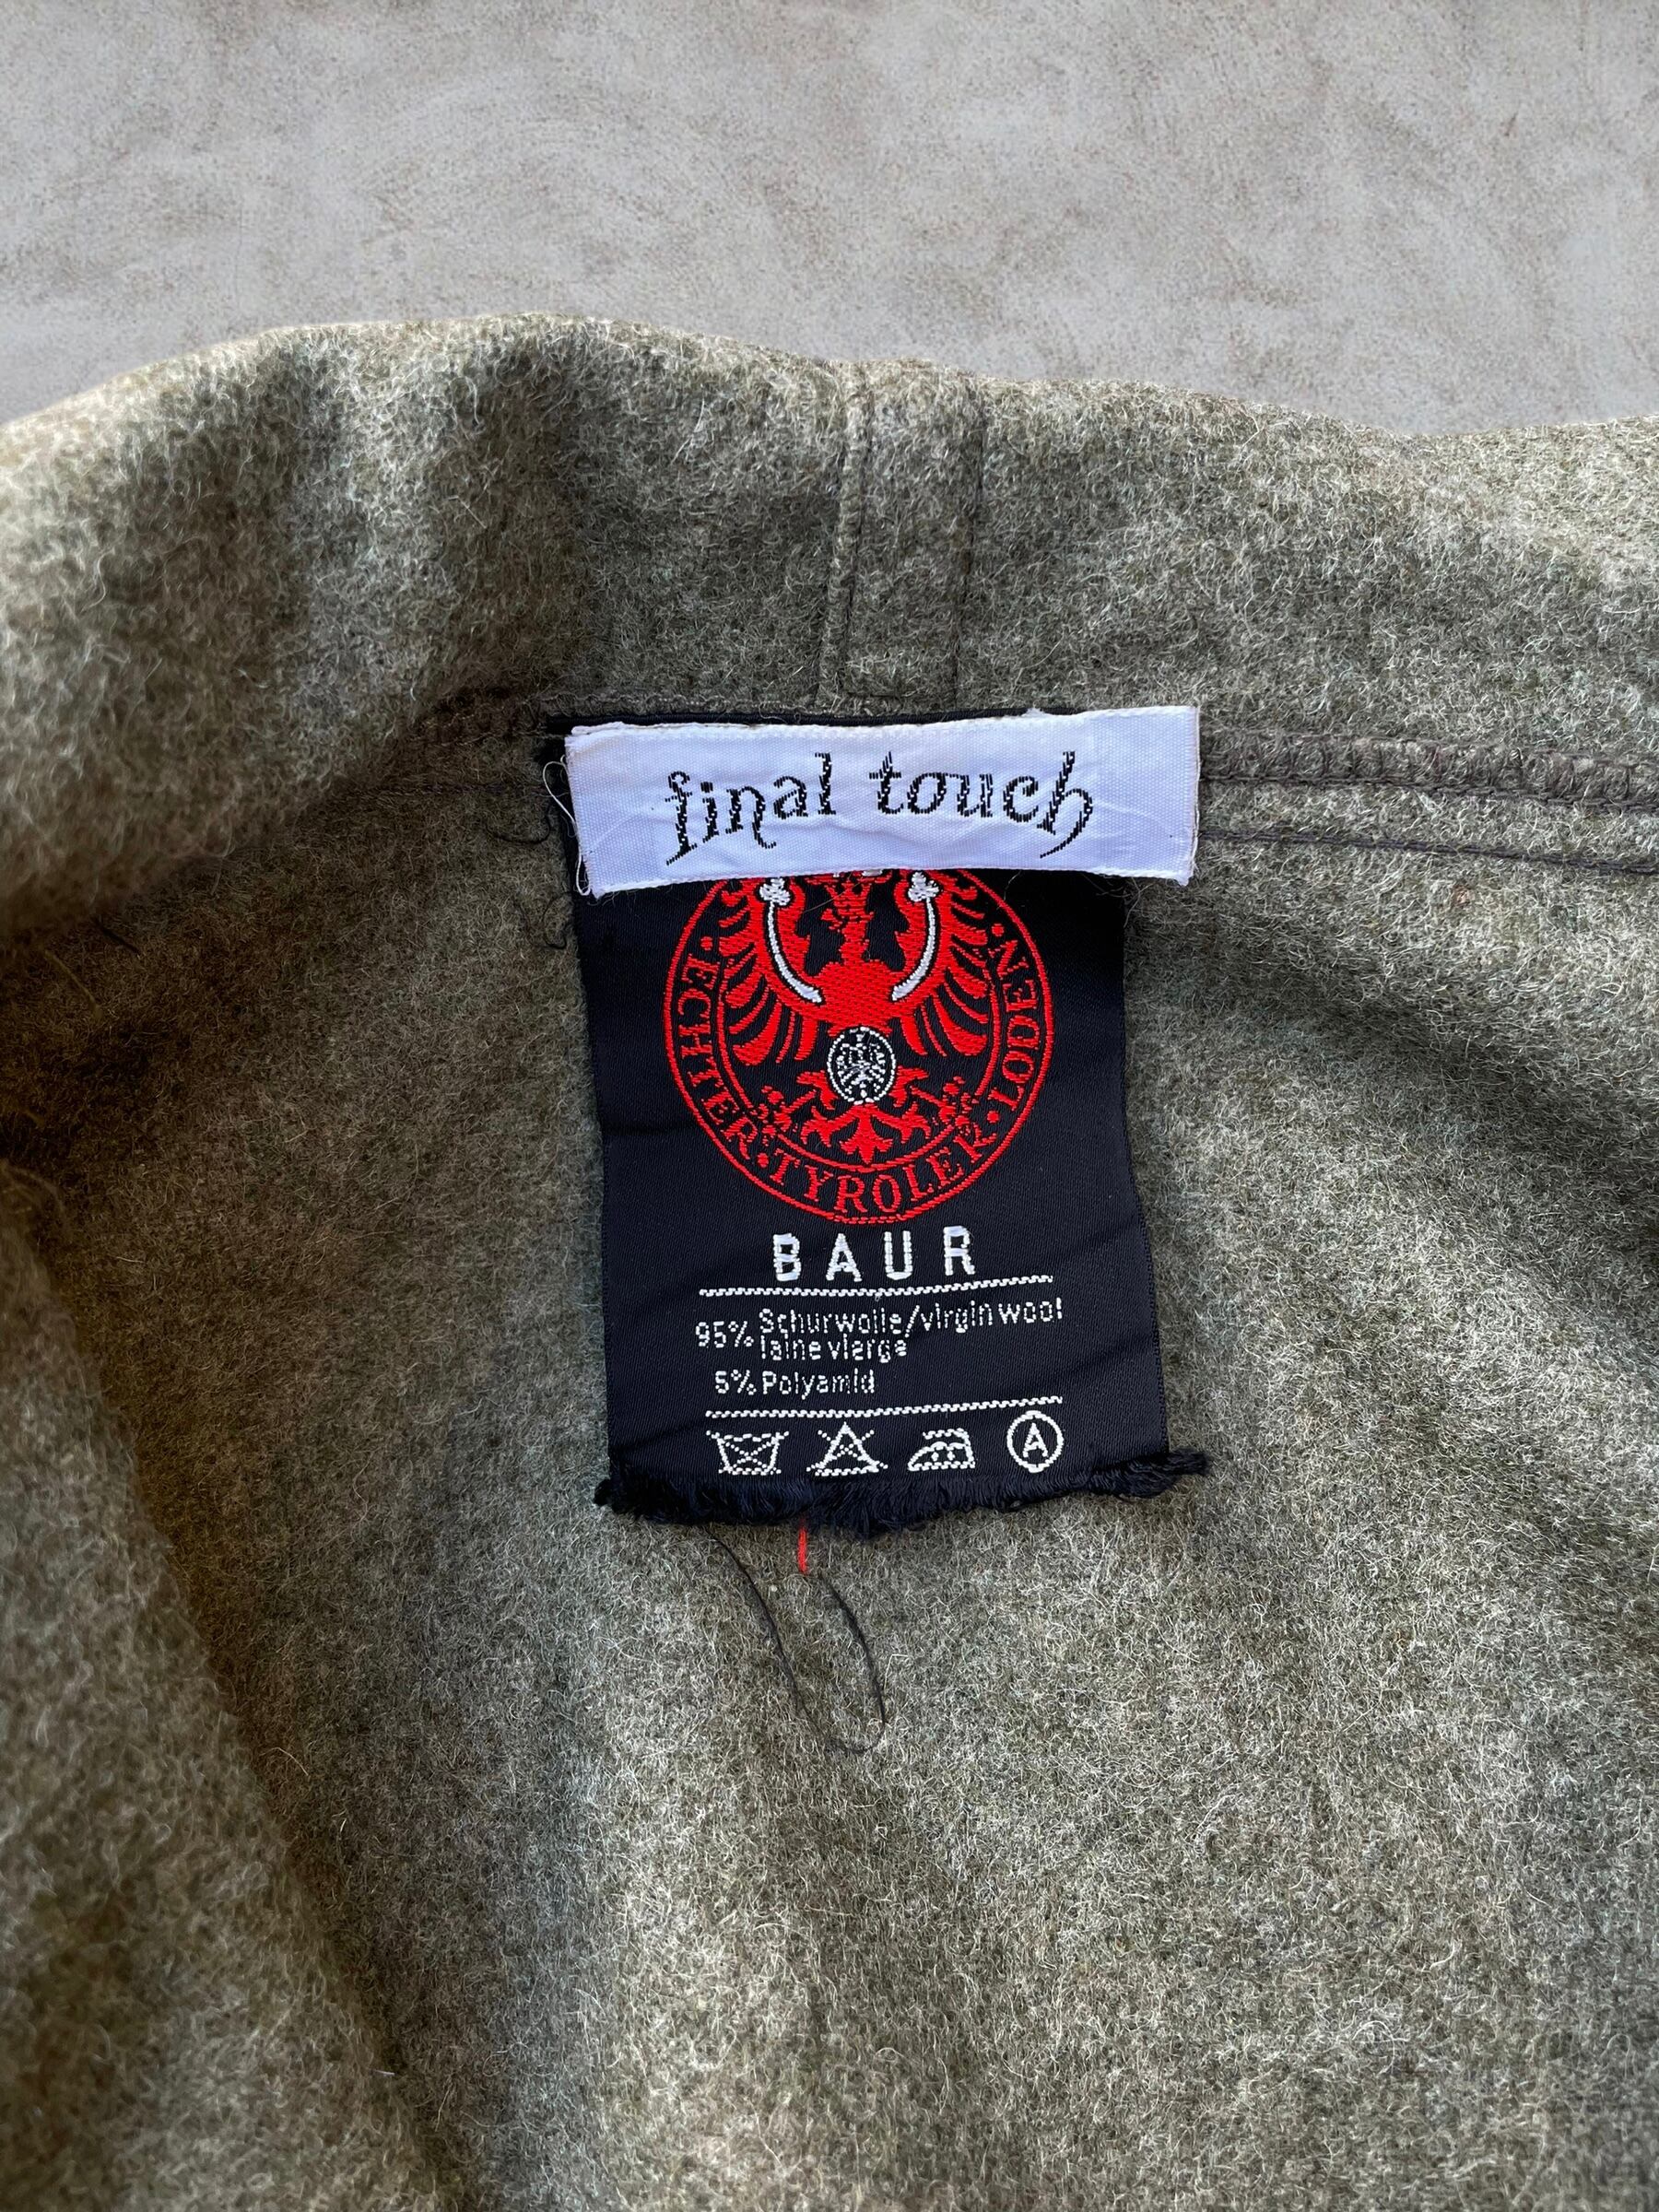 final touch
·ECHTER·TYROLER·LODEN·
BAUR
95% Schurwolle/virgin wool
laine vierge
5% Polyamid
A